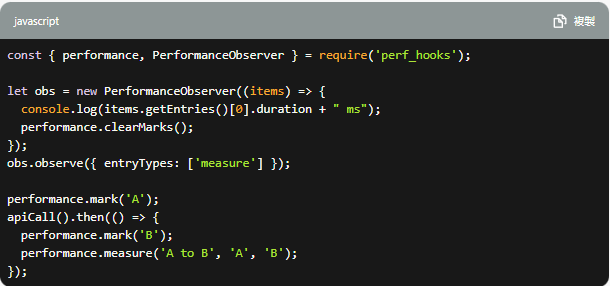 javascript
複製
const { performance, PerformanceObserver } = require('perf_hooks');
let obs = new PerformanceObserver((items) => {
  console.log(items.getEntries()[0].duration + " ms");
  performance.clearMarks();
});
obs.observe({ entryTypes: ['measure'] });
performance.mark('A');
apiCall().then(() => {
  performance.mark('B');
  performance.measure('A to B', 'A', 'B');
});